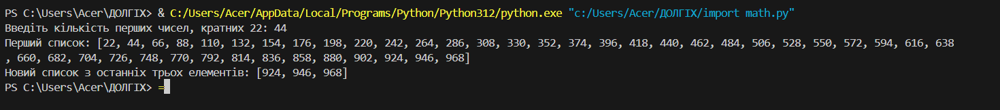 PS C:\Users\Acer\ДОЛГІХ> & C:/Users/Acer/AppData/Local/Programs/Python/Python312/python.exe "c:/Users/Acer/ДОЛГІХ/import math.py"
Введіть кількість перших чисел, кратних 22: 44
Перший список: [22, 44, 66, 88, 110, 132, 154, 176, 198, 220, 242, 264, 286, 308, 330, 352, 374, 396, 418, 440, 462, 484, 506, 528, 550, 572, 594, 616, 638
, 660, 682, 704, 726, 748, 770, 792, 814, 836, 858, 880, 902, 924, 946, 968]
Новий список з останніх трьох елементів: [924, 946, 968]
PS C:\Users\Acer\ДОЛГІХ> =